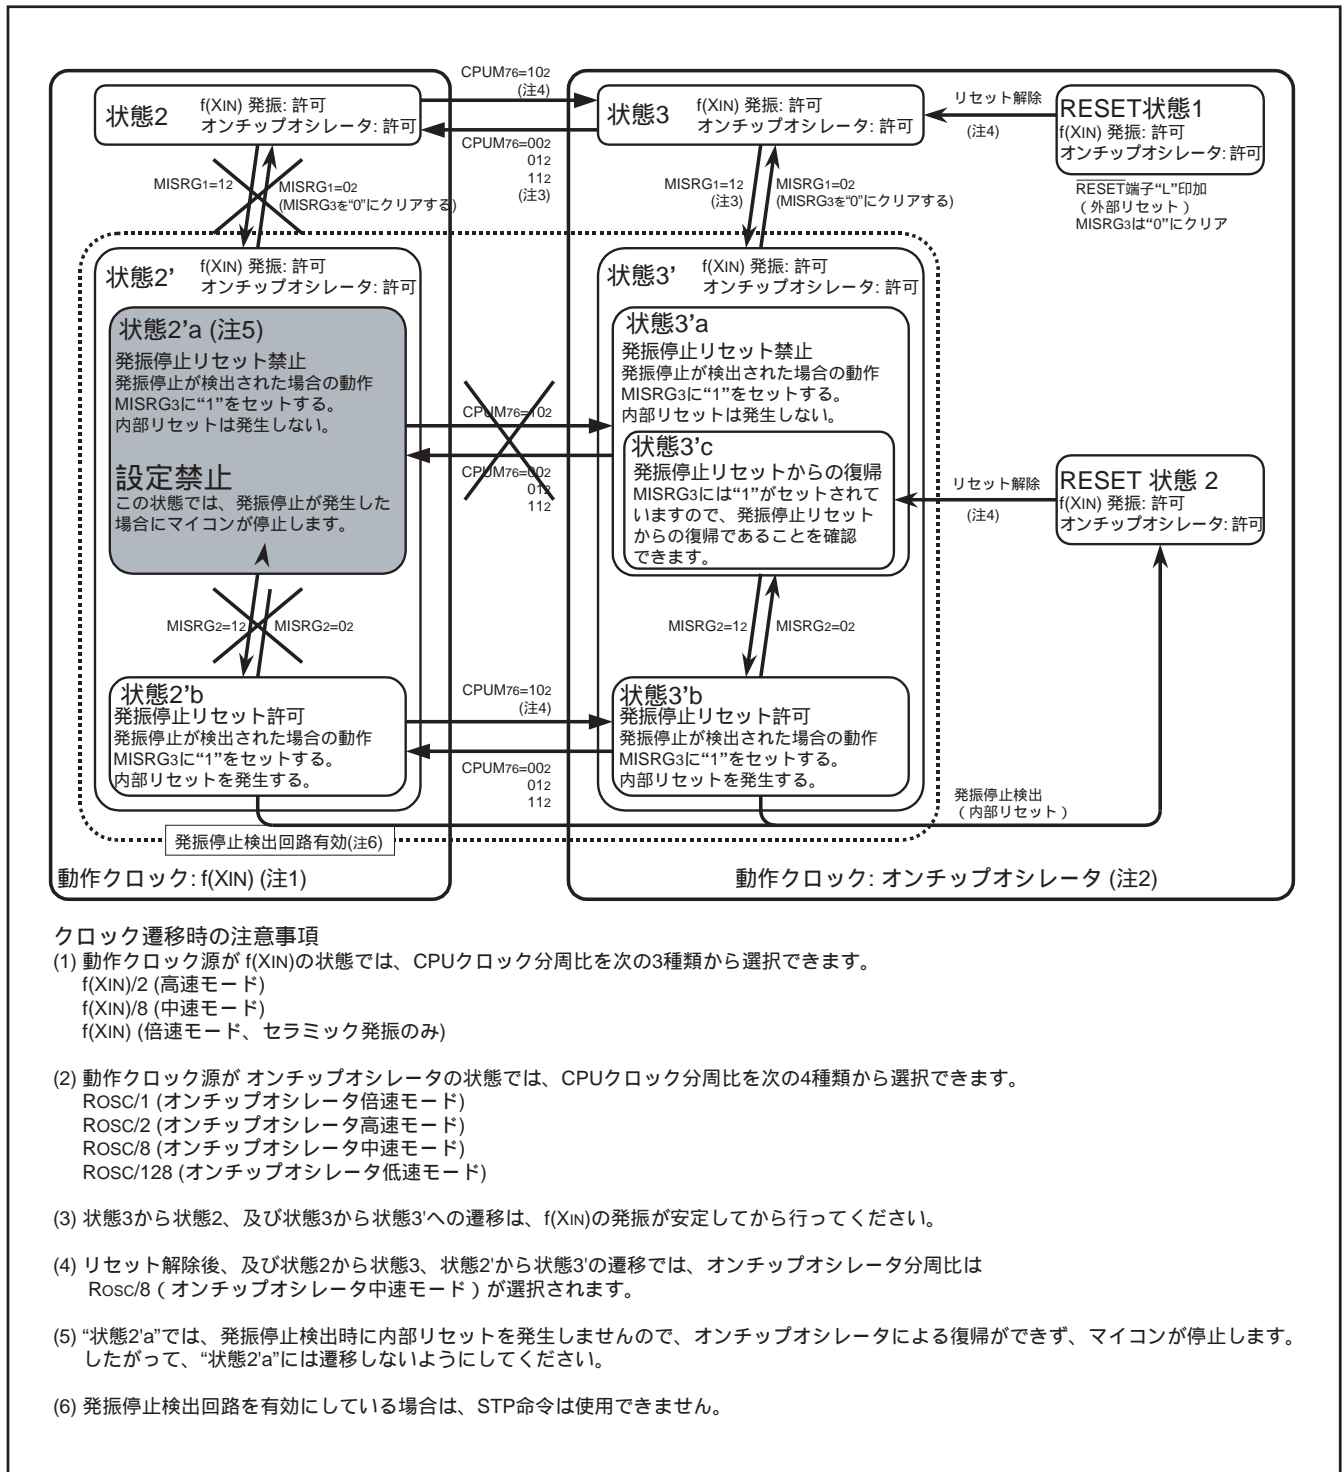 CPUM76=102
(注4)
状態2
f(XIN) 発振: 許可
オンチップオシレータ: 許可
状態3
f(XIN) 発振: 許可
オンチップオシレータ: 許可
リセット解除
(注4)
RESET状態1
f(XIN) 発振: 許可
オンチップオシレータ: 許可
CPUM76=002
012
112
(注3)
MISRG1=12
MISRG1=02
(MISRG3を“0”にクリアする)
MISRG1=12
(注3)
MISRG1=02
(MISRG3を“0”にクリアする)
RESET端子“L”印加
(外部リセット)
MISRG3は“0”にクリア
状態2'
f(XIN) 発振: 許可
オンチップオシレータ: 許可
状態3'
f(XIN) 発振: 許可
オンチップオシレータ: 許可
状態2’a (注5)
発振停止リセット禁止
発振停止が検出された場合の動作
MISRG3に“1”をセットする。
内部リセットは発生しない。
設定禁止
この状態では、発振停止が発生した
場合にマイコンが停止します。
CPUM76=102
CPUM76=002
012
112
状態3’a
発振停止リセット禁止
発振停止が検出された場合の動作
MISRG3に“1”をセットする。
内部リセットは発生しない。
状態3’c
発振停止リセットからの復帰
MISRG3には“1”がセットされて
いますので、発振停止リセット
からの復帰であることを確認
できます。
リセット解除
(注4)
RESET 状態 2
f(XIN) 発振: 許可
オンチップオシレータ: 許可
MISRG2=12
MISRG2=02
MISRG2=12
MISRG2=02
状態2’b
発振停止リセット許可
発振停止が検出された場合の動作
MISRG3に“1”をセットする。
内部リセットを発生する。
CPUM76=102
(注4)
CPUM76=002
012
112
状態3’b
発振停止リセット許可
発振停止が検出された場合の動作
MISRG3に“1”をセットする。
内部リセットを発生する。
発振停止検出
(内部リセット)
発振停止検出回路有効(注6)
動作クロック: f(XIN) (注1)
動作クロック: オンチップオシレータ (注2)
クロック遷移時の注意事項
(1) 動作クロック源が f(XIN)の状態では、CPUクロック分周比を次の3種類から選択できます。
f(XIN)/2 (高速モード)
f(XIN)/8 (中速モード)
f(XIN) (倍速モード、セラミック発振のみ)
(2) 動作クロック源が オンチップオシレータの状態では、CPUクロック分周比を次の4種類から選択できます。
ROSC/1 (オンチップオシレータ倍速モード)
ROSC/2 (オンチップオシレータ高速モード)
ROSC/8 (オンチップオシレータ中速モード)
ROSC/128 (オンチップオシレータ低速モード)
(3) 状態3から状態2、及び状態3から状態3'への遷移は、f(XIN)の発振が安定してから行ってください。
(4) リセット解除後、及び状態2から状態3、状態2'から状態3'の遷移では、オンチップオシレータ分周比は
ROSC/8(オンチップオシレータ中速モード)が選択されます。
(5) “状態2'a”では、発振停止検出時に内部リセットを発生しませんので、オンチップオシレータによる復帰ができず、マイコンが停止します。
したがって、“状態2'a”には遷移しないようにしてください。
(6) 発振停止検出回路を有効にしている場合は、STP命令は使用できません。